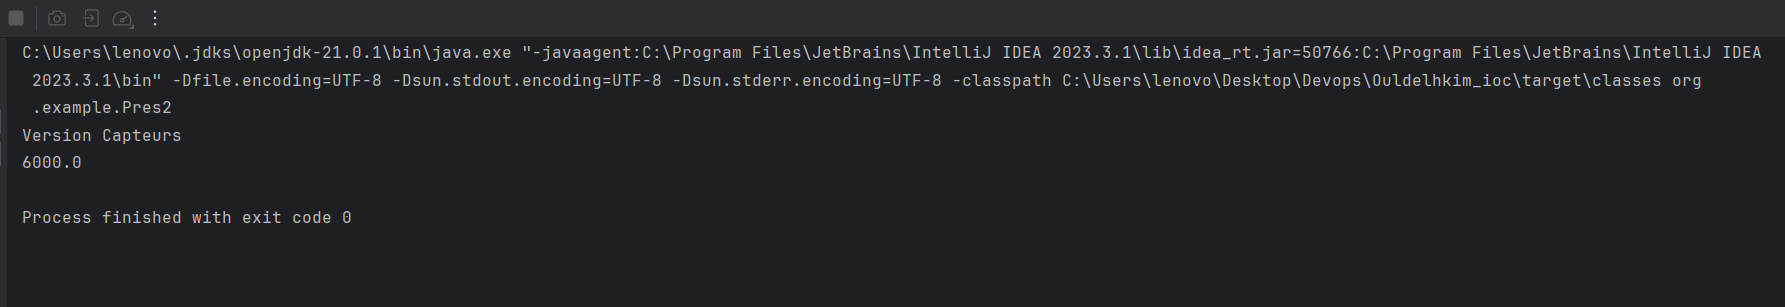 C:\Users\lenovo\.jdks\openjdk-21.0.1\bin\java.exe "-javaagent:C:\Program Files\JetBrains\IntelliJ IDEA 2023.3.1\lib\idea_rt.jar=50766:C:\Program Files\JetBrains\IntelliJ IDEA
2023.3.1\bin" -Dfile.encoding=UTF-8 -Dsun.stdout.encoding=UTF-8 -Dsun.stderr.encoding=UTF-8 -classpath C:\Users\lenovo\Desktop\Devops\Ouldelhkim_ioc\target\classes org
.example.Pres2
Version Capteurs
6000.0
Process finished with exit code 0